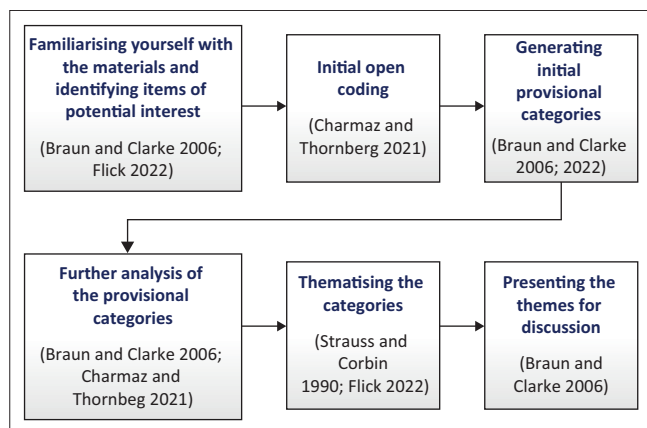 Familiarising yourself with
the materials and
identifying items of
potential interest
(Braun and Clarke 2006;
Flick 2022)
Initial open
coding
(Charmaz and
Thornberg 2021)
Generating
initial
provisional
categories
(Braun and Clarke
2006; 2022)
Further analysis of
the provisional
categories
(Braun and Clarke 2006;
Charmaz and
Thornbeg 2021)
Thematising the
categories
(Strauss and
Corbin
1990; Flick 2022)
Presenting the
themes for
discussion
(Braun and
Clarke 2006)